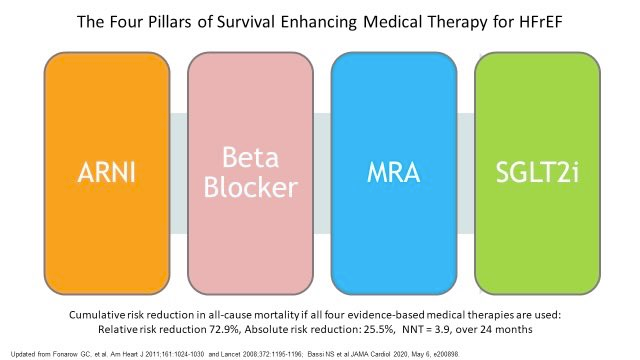 The Four Pillars of Survival Enhancing Medical Therapy for HFrEF
ARNI
Beta
Blocker
MRA
SGLT2i
Cumulative risk reduction in all-cause mortality if all four evidence-based medical therapies are used:
Relative risk reduction 72.9%, Absolute risk reduction: 25.5%, NNT = 3.9, over 24 months
Updated from Fonarow GC, et al. Am Heart J 2011;161:1024-1030 and Lancet 2008;372:1195-1196; Bassi NS et al JAMA Cardiol 2020, May 6, e200898.